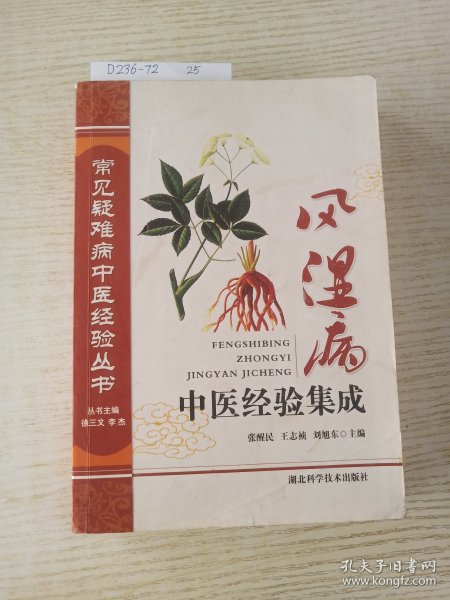 D236-72 25
常见疑难病中医经验丛书
丛书主编
徐三文 李杰
风湿病
FENGSHIBING
ZHONGYI
JINGYAN JICHENG
中医经验集成
张醒民 王志祯 刘旭东◇主编
湖北科学技术出版社
孔夫子旧书网
www.kongfz.com